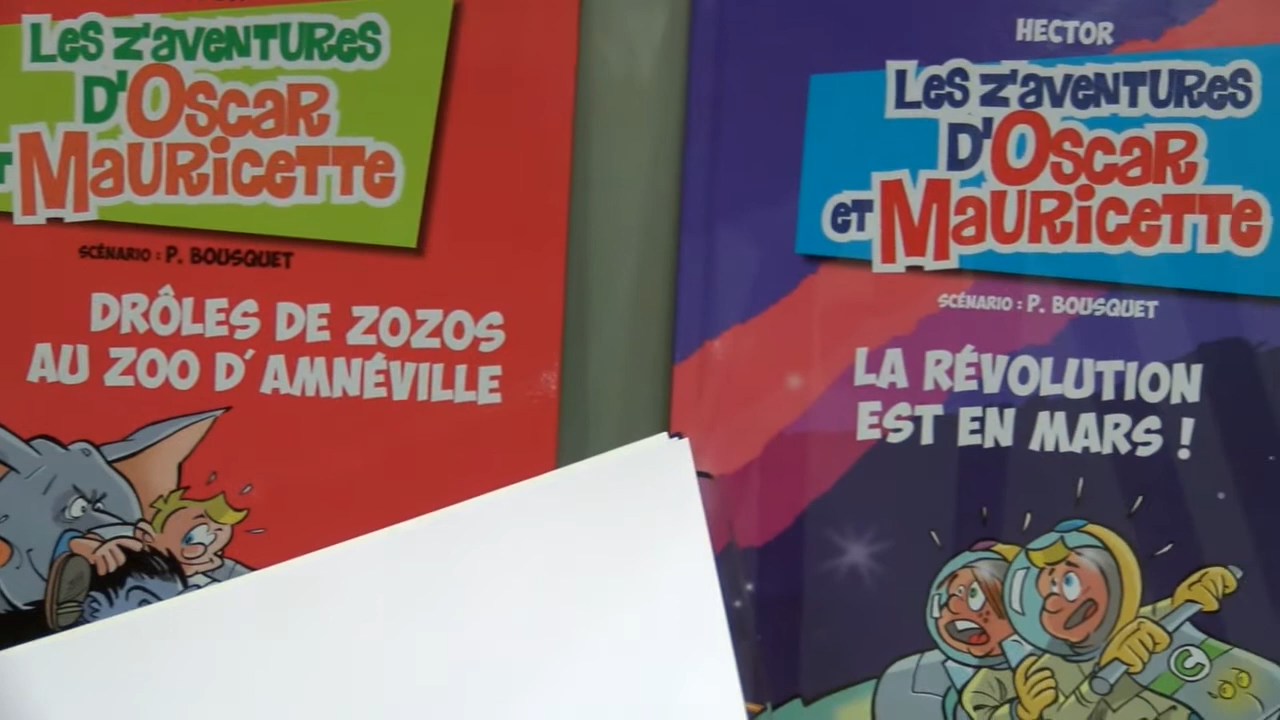 Les z'aventures
d'Oscar
Mauricette
SCÉNARIO : P. BOUSQUET
DRÔLES DE ZOZOS
AU ZOO D'AMNÉVILLE
HECTOR
Les z'aventures
d'Oscar
et Mauricette
SCÉNARIO : P. BOUSQUET
LA RÉVOLUTION
EST EN MARS !
C